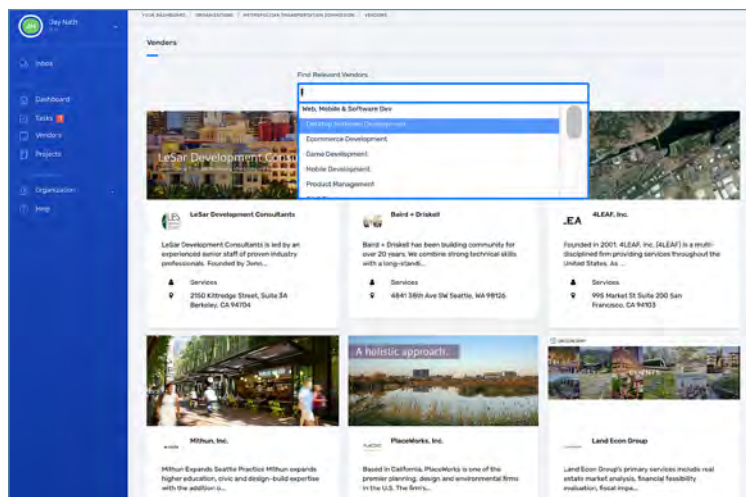 Jay Nath
YOUR DASHBOARD | ORGANIZATIONS | METROPOLITAN TRANSPORTATION COMMISSION | VENDORS
Inbox
Dashboard
Tasks
Vendors
Projects
Organization
Help
Vendors
Find Relevant Vendors
Web, Mobile & Software Dev
Desktop Software Development
Ecommerce Development
Game Development
Mobile Development
Product Management
LeSar Development Consu
LeSar Development Consultants
LeSar Development Consultants is led by an
experienced senior staff of proven industry
professionals. Founded by Jenn...
Services
2150 Kittredge Street, Suite 3A
Berkeley, CA 94704
Baird + Driskell
Baird + Driskell has been building community for
over 20 years. We combine strong technical skills
with a long-standi...
Services
4841 38th Ave SW Seattle, WA 98126
.EA
4LEAF, Inc.
Founded in 2001, 4LEAF, Inc. (4LEAF) is a multi-
disciplined firm providing services throughout the
United States. As ...
Services
995 Market St Suite 200 San
Francisco, CA 94103
Mithun, Inc.
Mithun Expands Seattle Practice Mithun expands
higher education, civic and design-build expertise
with the addition o...
A holistic approach.
PlaceWorks, Inc.
Based in California, PlaceWorks is one of the
premier planning, design and environmental firms
in the U.S. The firm's...
Land Econ Group
Land Econ Group's primary services include real
estate market analysis, financial feasibility
evaluation, fiscal impa...